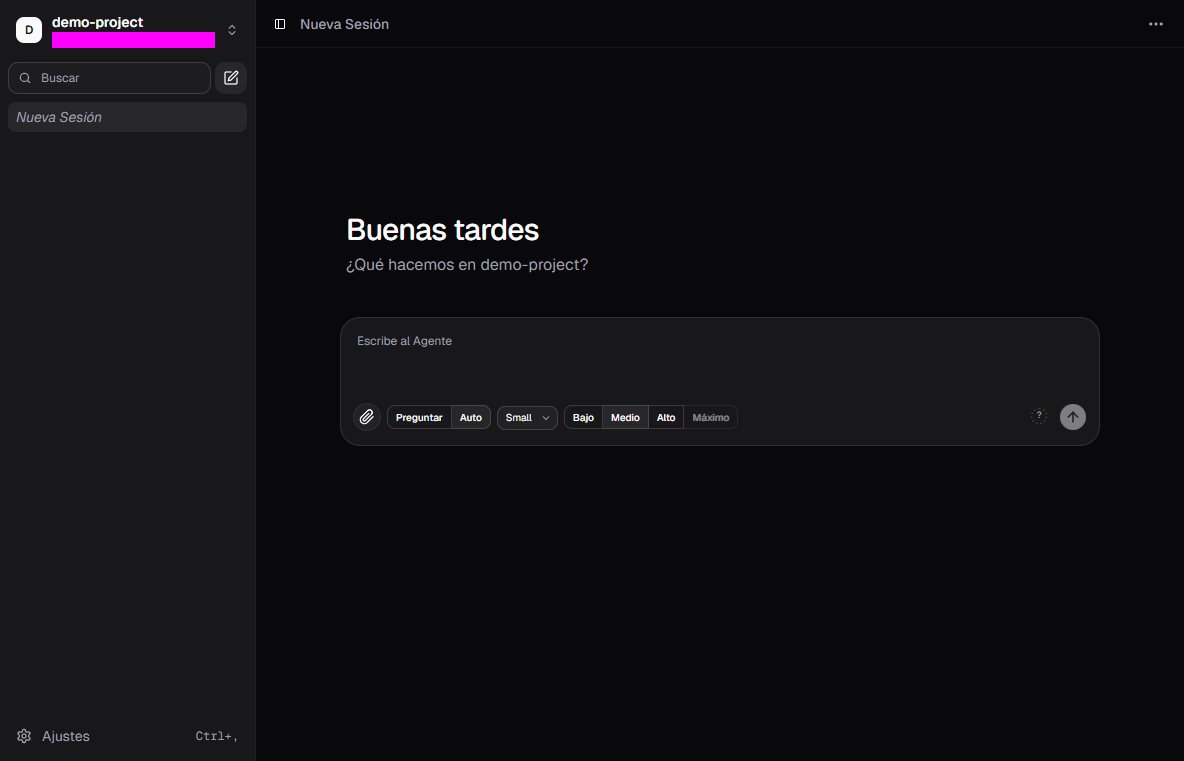 D
demo-project
Buscar
Nueva Sesión
Ajustes
Ctrl+,
Nueva Sesión
Buenas tardes
¿Qué hacemos en demo-project?
Escribe al Agente
Preguntar Auto Small Bajo Medio Alto Máximo
?